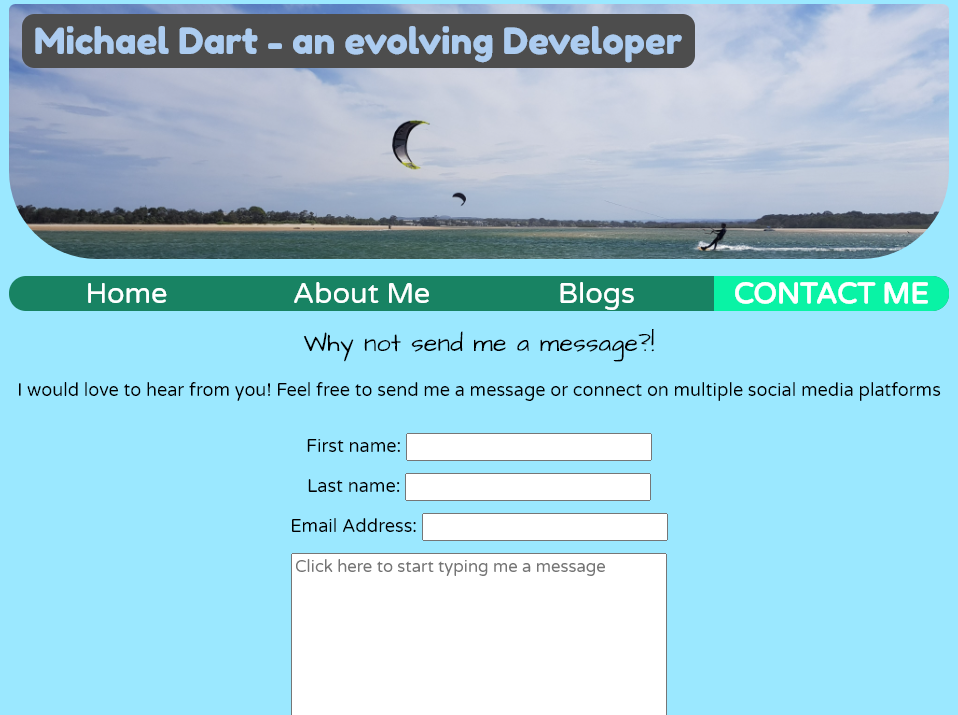 Michael Dart - an evolving Developer
Home About Me Blogs CONTACT ME
Why not send me a message?!
I would love to hear from you! Feel free to send me a message or connect on multiple social media platforms
First name:
Last name:
Email Address:
Click here to start typing me a message